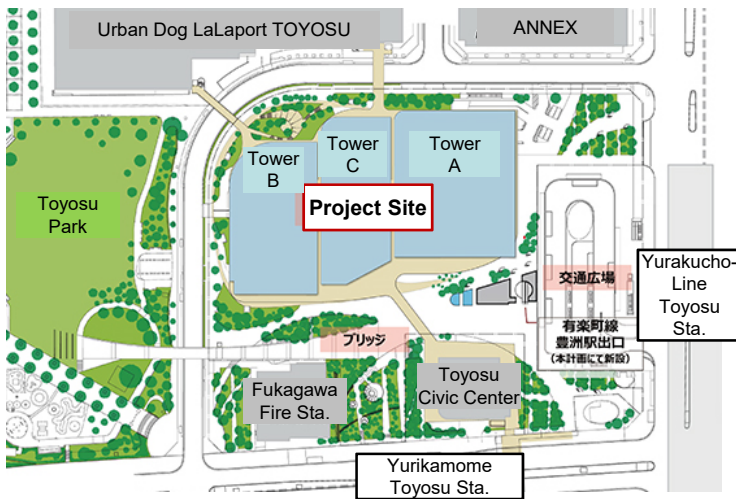 Urban Dog LaLaport TOYOSU
ANNEX
Tower
B
Tower
C
Tower
A
Project Site
Toyosu
Park
交通広場
Yurakucho-
Line
Toyosu
Sta.
有楽町線
豊洲駅出口
(本計画にて新設)
ブリッジ
Fukagawa
Fire Sta.
Toyosu
Civic Center
Yurikamome
Toyosu Sta.